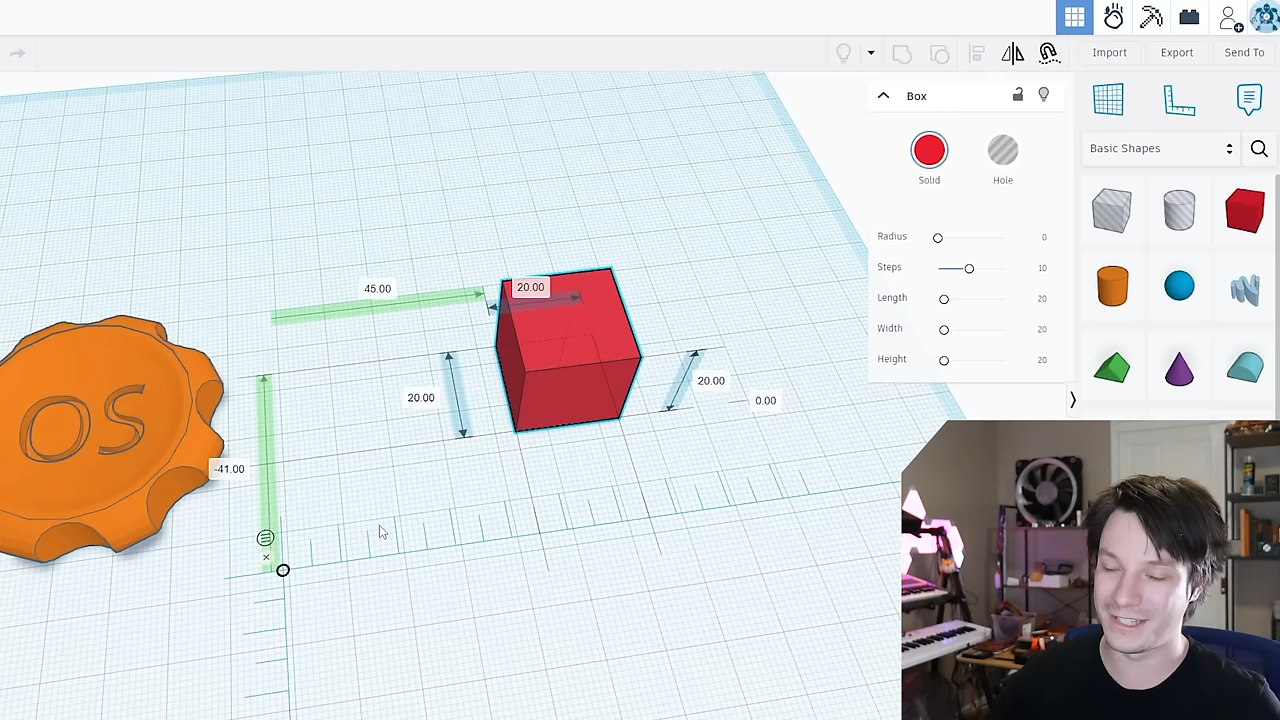 Import
Export
Send To
Box
Solid
Hole
Basic Shapes
Radius
0
Steps
10
Length
20
Width
20
Height
20
45.00
20.00
20.00
20.00
0.00
-41.00
OS